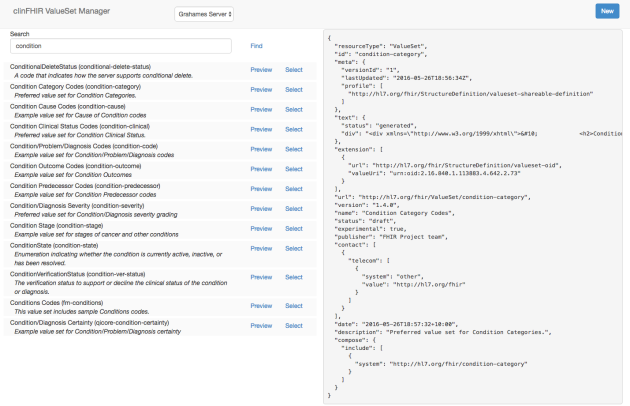 clinFHIR ValueSet Manager
Grahames Server
New
Search
condition
Find
ConditionalDeleteStatus (conditional-delete-status)
A code that indicates how the server supports conditional delete.
Preview Select
Condition Category Codes (condition-category)
Preferred value set for Condition Categories.
Preview Select
Condition Cause Codes (condition-cause)
Example value set for Cause of Condition codes
Preview Select
Condition Clinical Status Codes (condition-clinical)
Preferred value set for Condition Clinical Status.
Preview Select
Condition/Problem/Diagnosis Codes (condition-code)
Example value set for Condition/Problem/Diagnosis codes
Preview Select
Condition Outcome Codes (condition-outcome)
Example value set for Condition Outcomes
Preview Select
Condition Predecessor Codes (condition-predecessor)
Example value set for Condition Predecessor codes
Preview Select
Condition/Diagnosis Severity (condition-severity)
Preferred value set for Condition/Diagnosis severity grading
Preview Select
Condition Stage (condition-stage)
Example value set for stages of cancer and other conditions
Preview Select
ConditionState (condition-state)
Enumeration indicating whether the condition is currently active, inactive, or
has been resolved.
Preview Select
ConditionVerificationStatus (condition-ver-status)
The verification status to support or decline the clinical status of the condition
or diagnosis.
Preview Select
Conditions Codes (fm-conditions)
This value set includes sample Conditions codes.
Preview Select
Condition/Diagnosis Certainty (qicore-condition-certainty)
Example value set for Condition/Problem/Diagnosis certainty
Preview Select
{
"resourceType": "ValueSet",
"id": "condition-category",
"meta": {
"versionId": "1",
"lastUpdated": "2016-05-26T18:56:34Z",
"profile": [
"http://hl7.org/fhir/StructureDefinition/valueset-shareable-definition"
]
},
"text": {
"status": "generated",
"div": "<div xmlns=\"http://www.w3.org/1999/xhtml\">&#10; <h2>Condition
},
"extension": [
{
"url": "http://hl7.org/fhir/StructureDefinition/valueset-oid",
"valueUri": "urn:oid:2.16.840.1.113883.4.642.2.73"
}
],
"url": "http://hl7.org/fhir/ValueSet/condition-category",
"version": "1.4.0",
"name": "Condition Category Codes",
"status": "draft",
"experimental": true,
"publisher": "FHIR Project team",
"contact": [
{
"telecom": [
{
"system": "other",
"value": "http://hl7.org/fhir"
}
]
}
],
"date": "2016-05-26T18:57:32+10:00",
"description": "Preferred value set for Condition Categories.",
"compose": {
"include": [
{
"system": "http://hl7.org/fhir/condition-category"
}
]
}
}